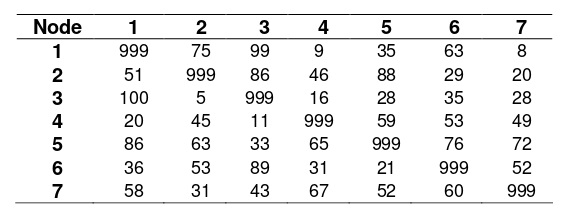 Node 1 2 3 4 5 6 7
1 999 75 99 9 35 63 8
2 51 999 86 46 88 29 20
3 100 5 999 16 28 35 28
4 20 45 11 999 59 53 49
5 86 63 33 65 999 76 72
6 36 53 89 31 21 999 52
7 58 31 43 67 52 60 999